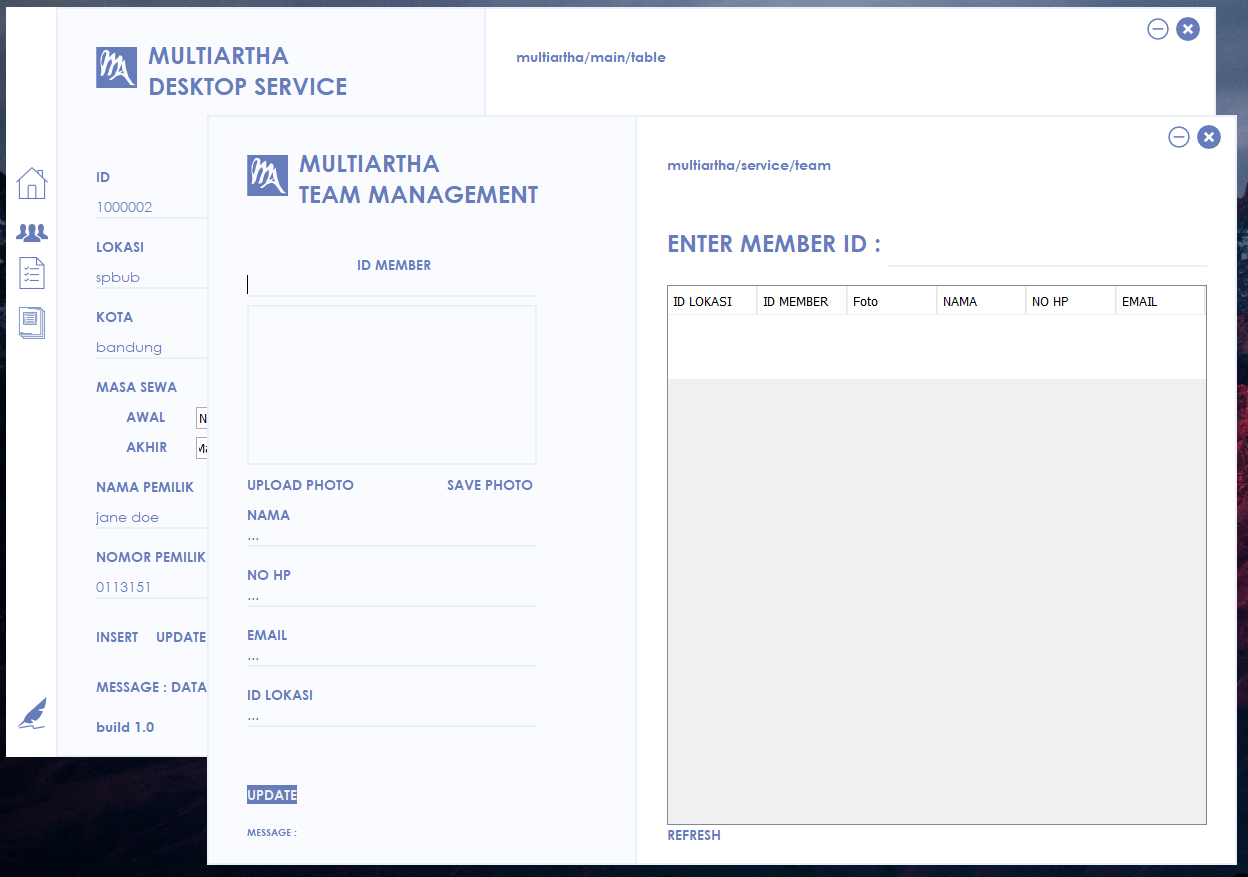 MULTIARTHA
DESKTOP SERVICE
multiartha/main/table
ID
1000002
LOKASI
spbub
KOTA
bandung
MASA SEWA
AWAL N
AKHIR
NAMA PEMILIK
jane doe
NOMOR PEMILIK
0113151
INSERT UPDATE
MESSAGE : DATA
build 1.0
MULTIARTHA
TEAM MANAGEMENT
ID MEMBER
UPLOAD PHOTO SAVE PHOTO
NAMA
...
NO HP
...
EMAIL
...
ID LOKASI
...
UPDATE
MESSAGE :
multiartha/service/team
ENTER MEMBER ID :
ID LOKASI ID MEMBER Foto NAMA NO HP EMAIL
REFRESH